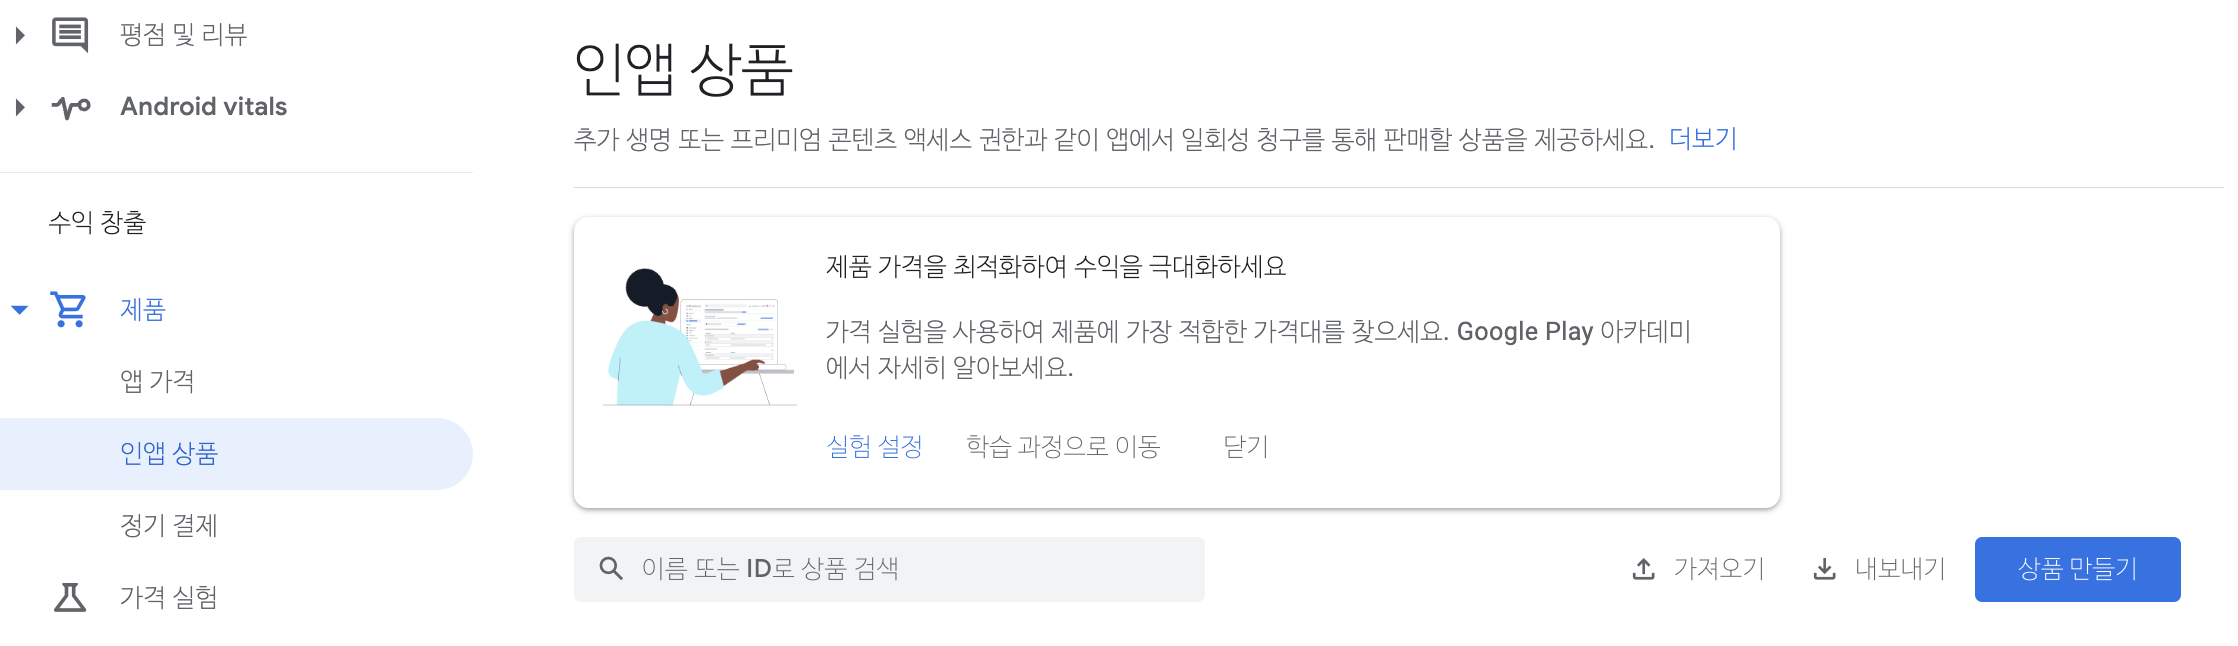 평점 및 리뷰
Android vitals
수익 창출
제품
앱 가격
인앱 상품
정기 결제
가격 실험
인앱 상품
추가 생명 또는 프리미엄 콘텐츠 액세스 권한과 같이 앱에서 일회성 청구를 통해 판매할 상품을 제공하세요. 더보기
제품 가격을 최적화하여 수익을 극대화하세요
가격 실험을 사용하여 제품에 가장 적합한 가격대를 찾으세요. Google Play 아카데미
에서 자세히 알아보세요.
실험 설정 학습 과정으로 이동 닫기
이름 또는 ID로 상품 검색 가져오기 내보내기 상품 만들기